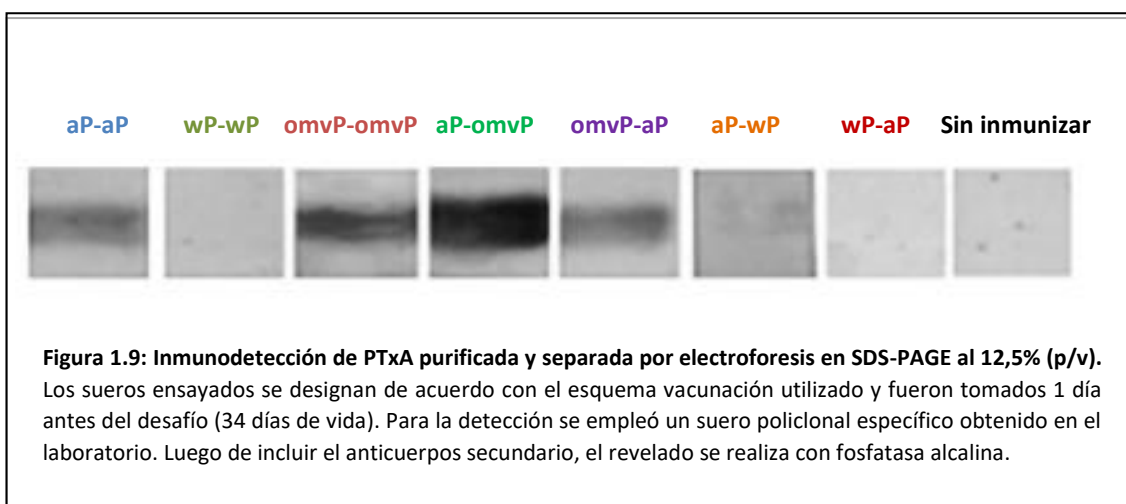 aP-aP wP-wP omvP-omvP aP-omvP omvP-aP aP-wP wP-aP Sin inmunizar
Figura 1.9: Inmunodetección de PTxA purificada y separada por electroforesis en SDS-PAGE al 12,5% (p/v).
Los sueros ensayados se designan de acuerdo con el esquema vacunación utilizado y fueron tomados 1 día
antes del desafío (34 días de vida). Para la detección se empleó un suero policlonal específico obtenido en el
laboratorio. Luego de incluir el anticuerpos secundario, el revelado se realiza con fosfatasa alcalina.